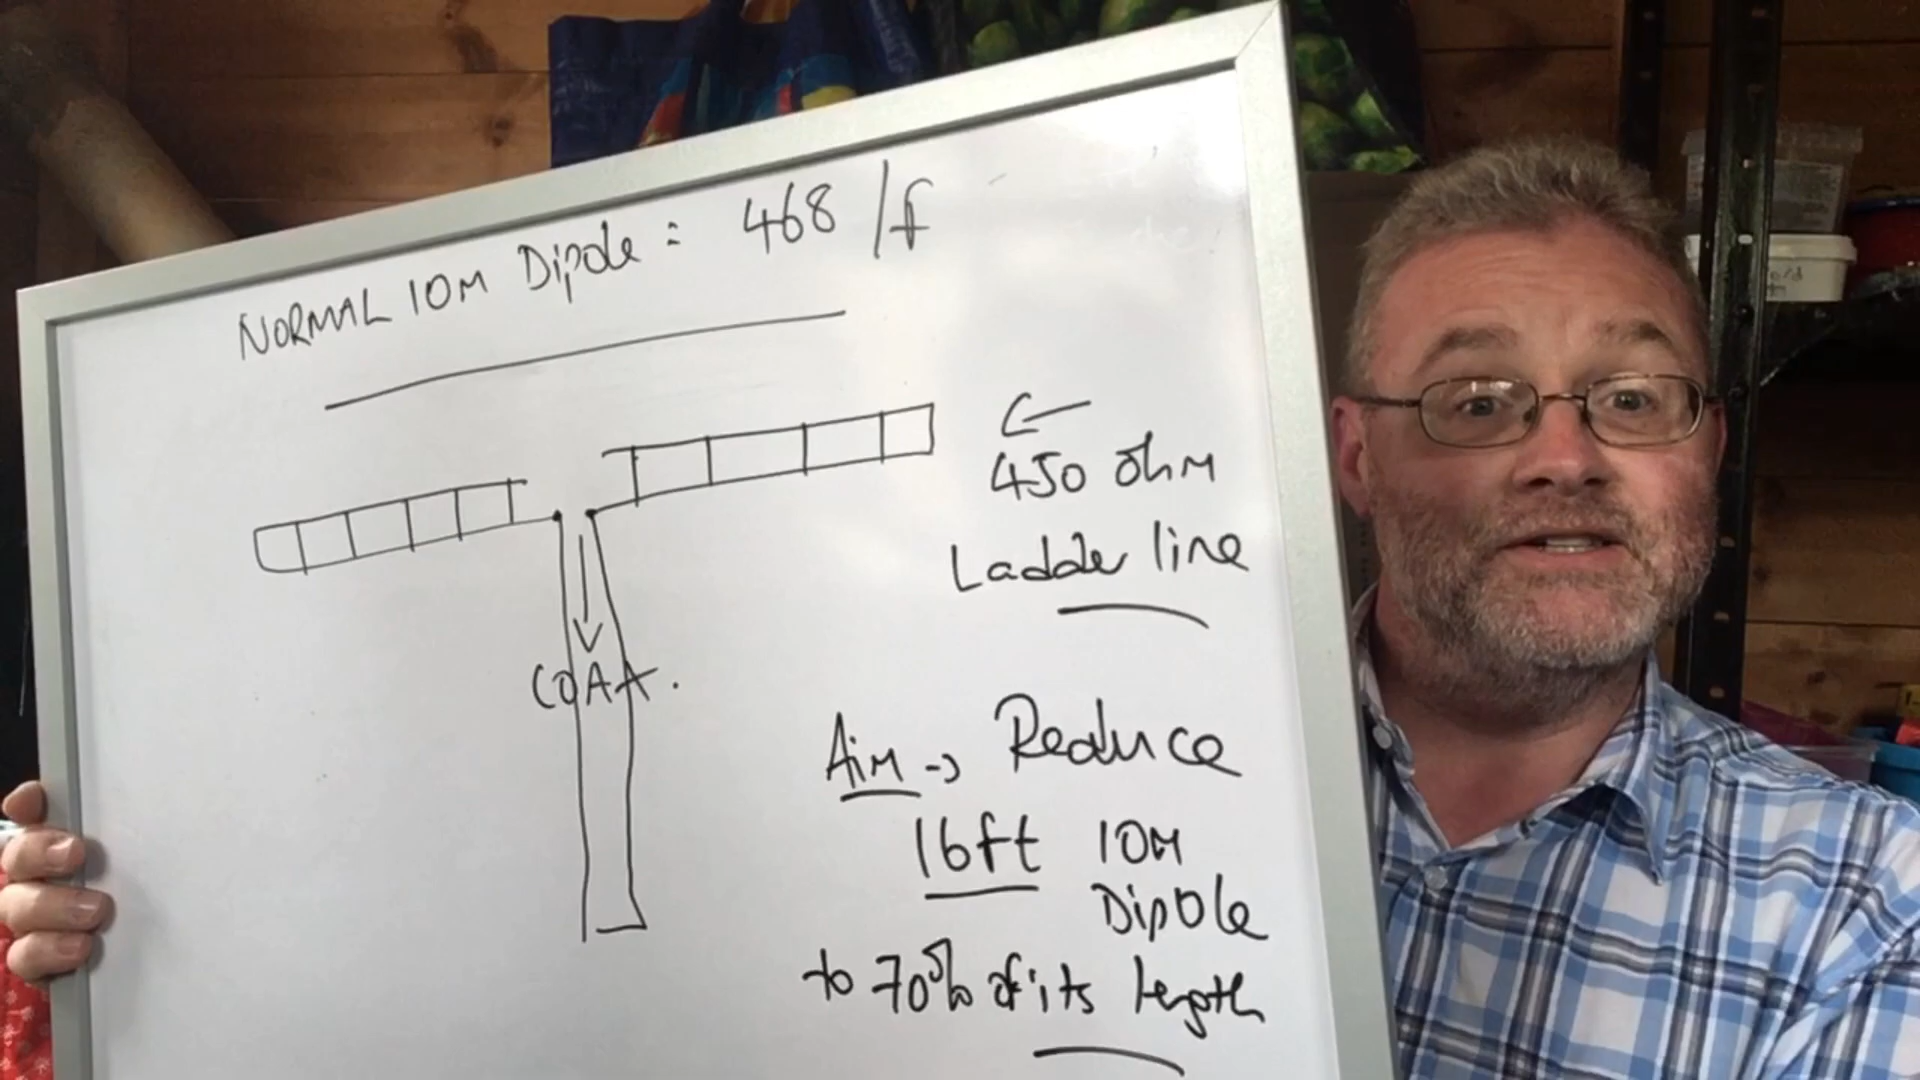 NORMAL 10M Dipole = 468 /f
450 ohm
Ladder line
COAX.
Aim → Reduce
16ft 10M
Dipole
to 70% of its length